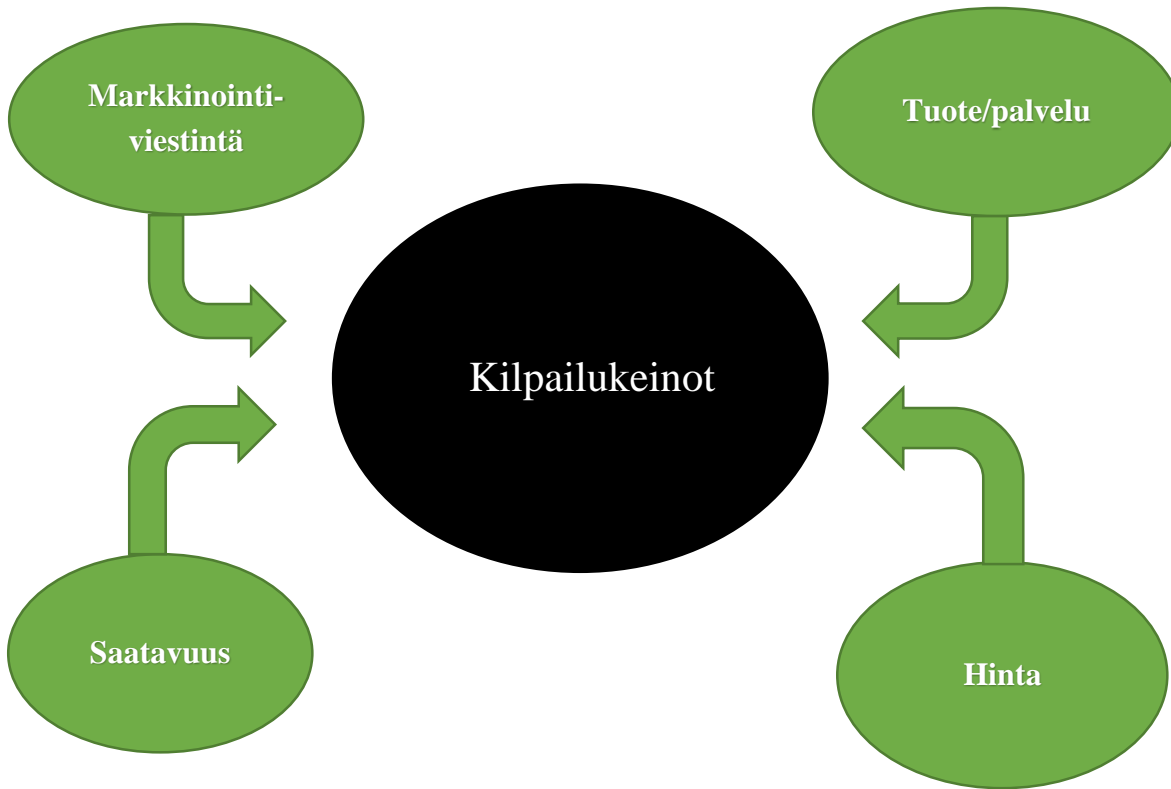 Markkinointi-
viestintä
Tuote/palvelu
Kilpailukeinot
Saatavuus
Hinta